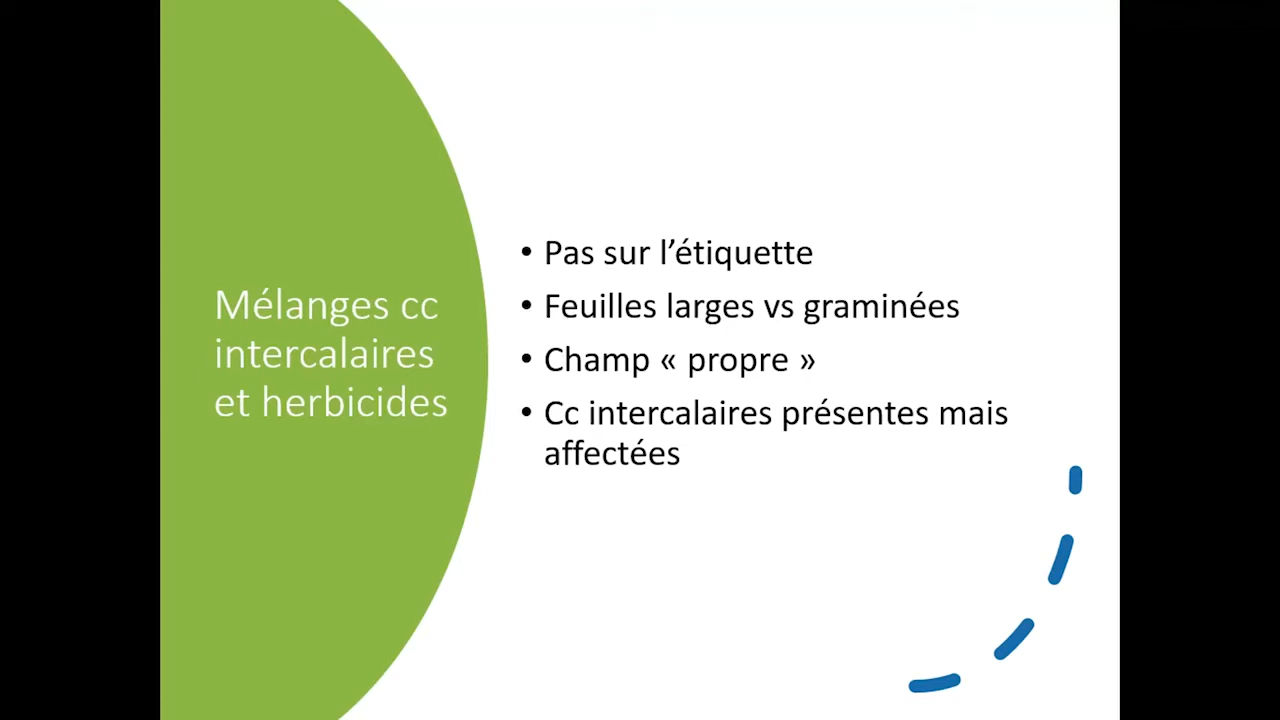 Mélanges cc
intercalaires
et herbicides
• Pas sur l’étiquette
• Feuilles larges vs graminées
• Champ « propre »
• Cc intercalaires présentes mais
affectées